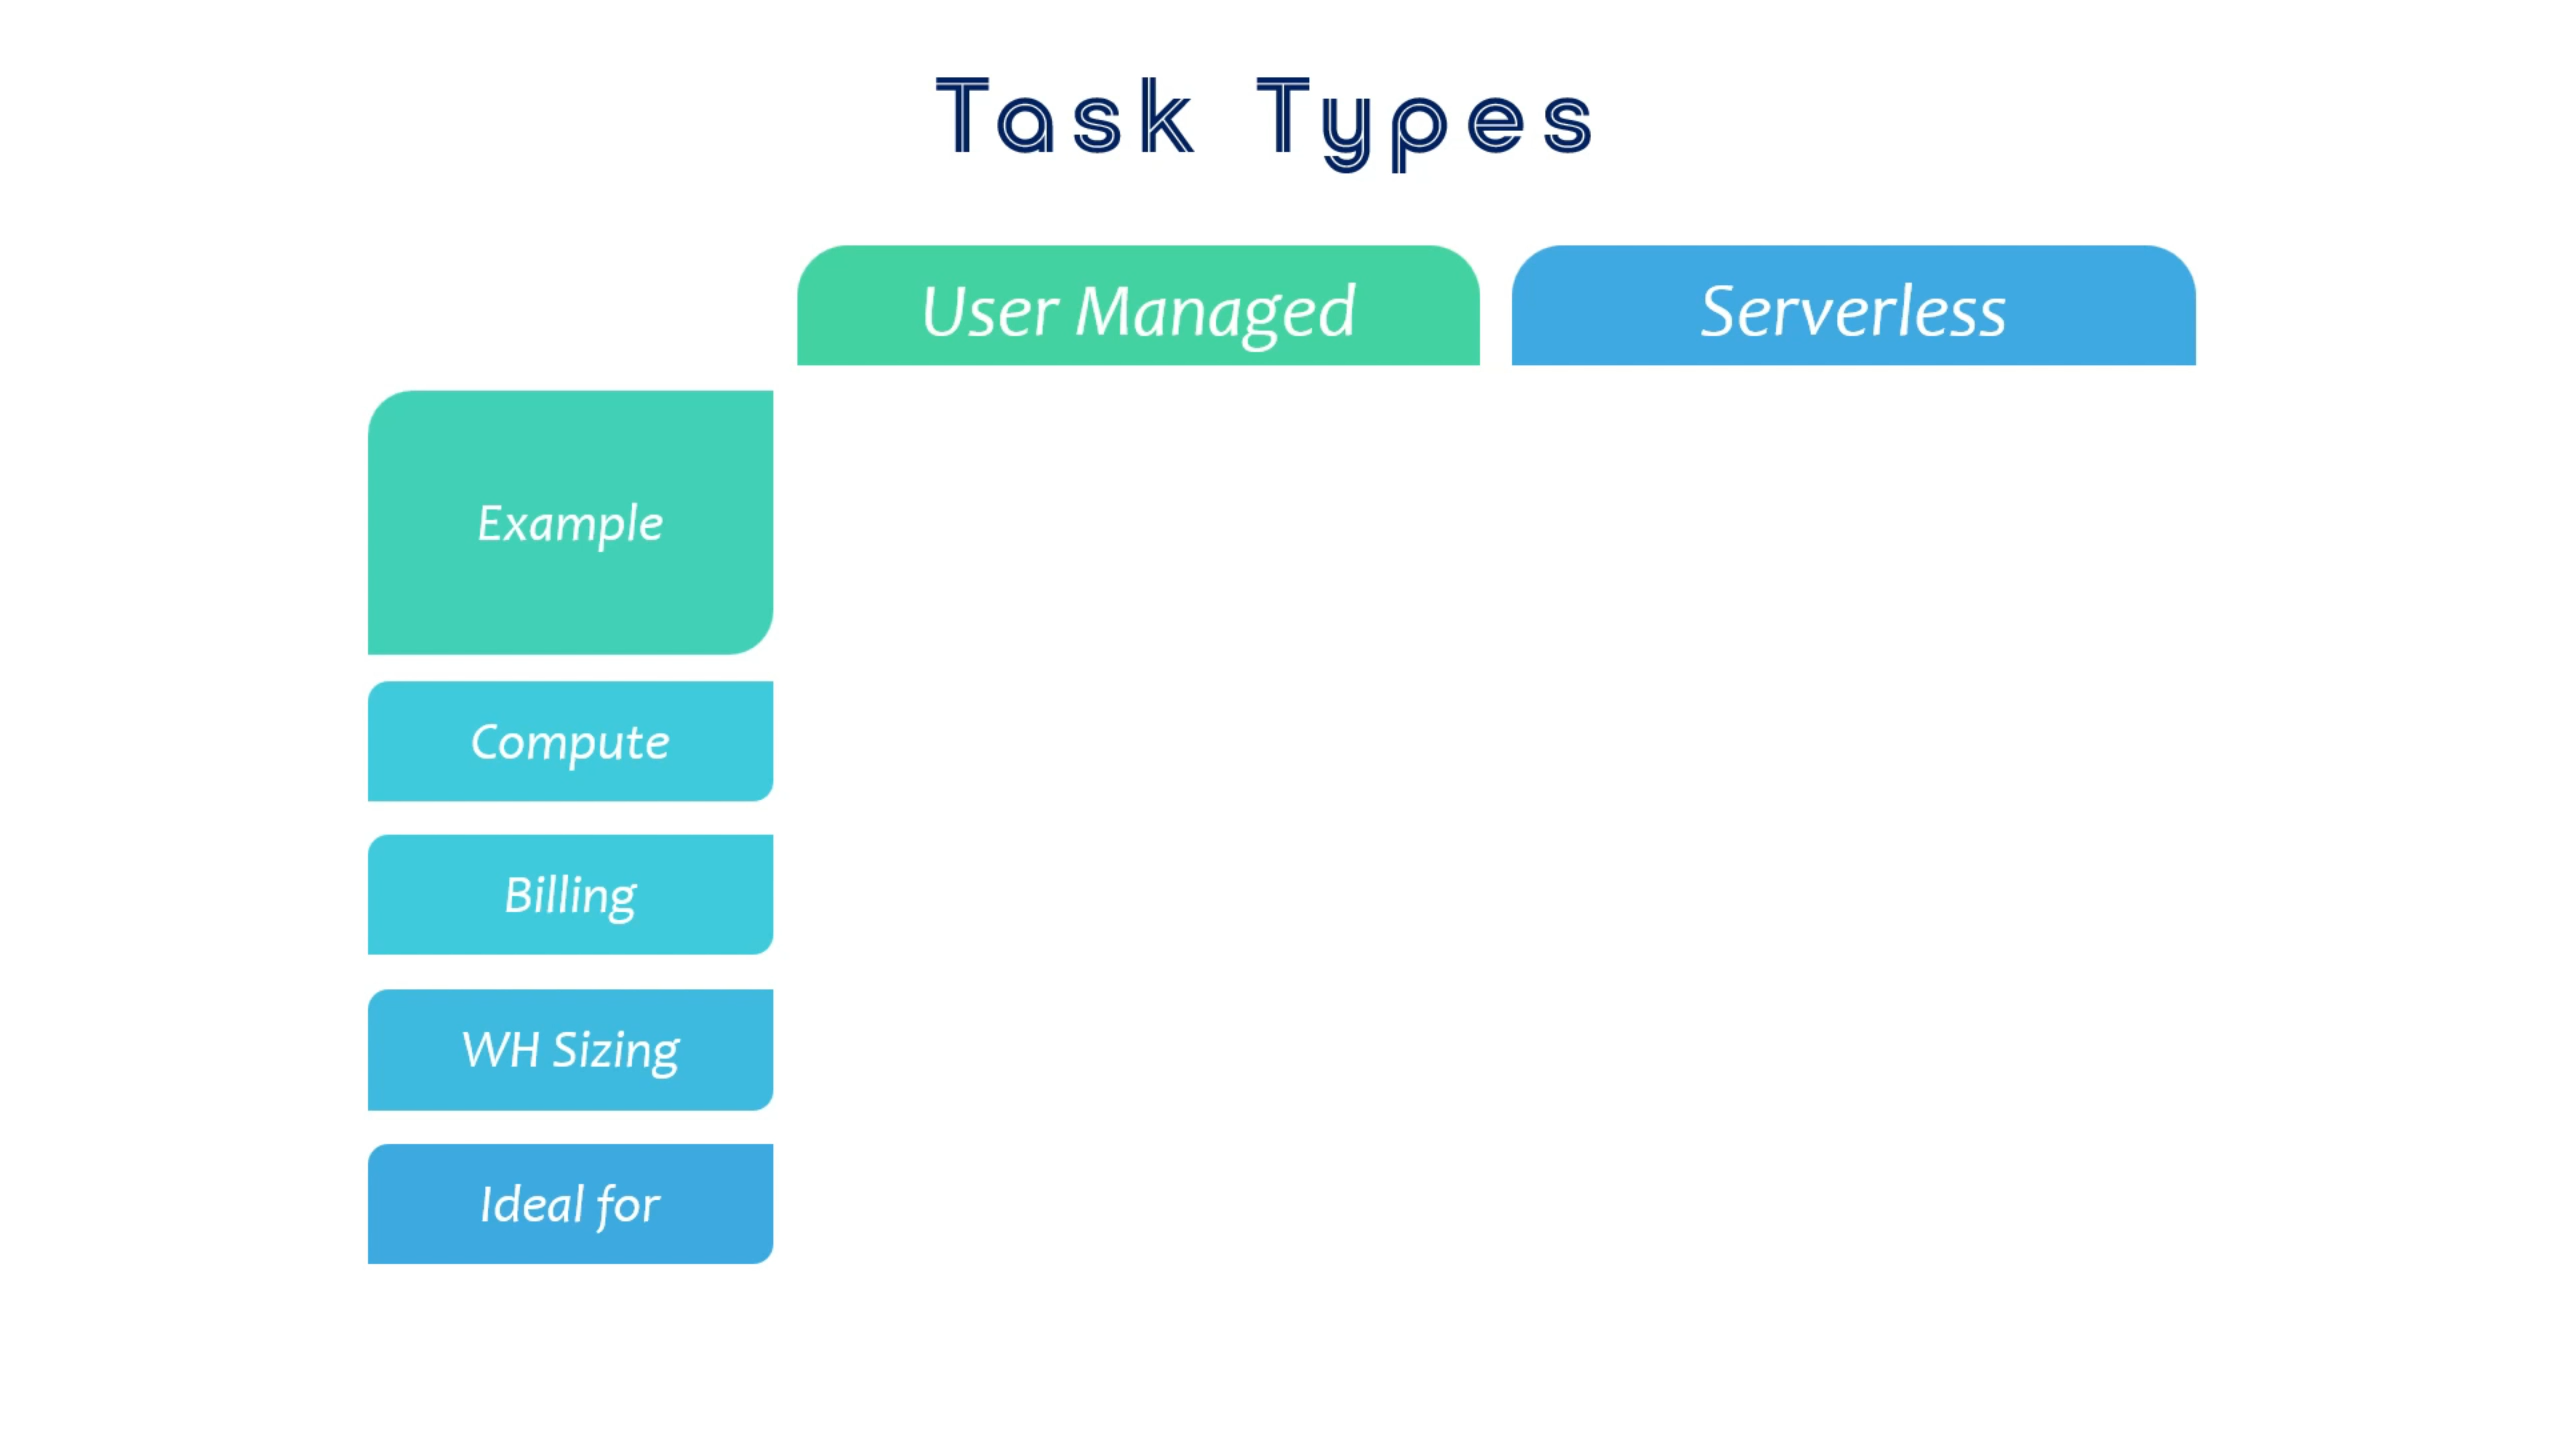 Task Types
User Managed
Serverless
Example
Compute
Billing
WH Sizing
Ideal for